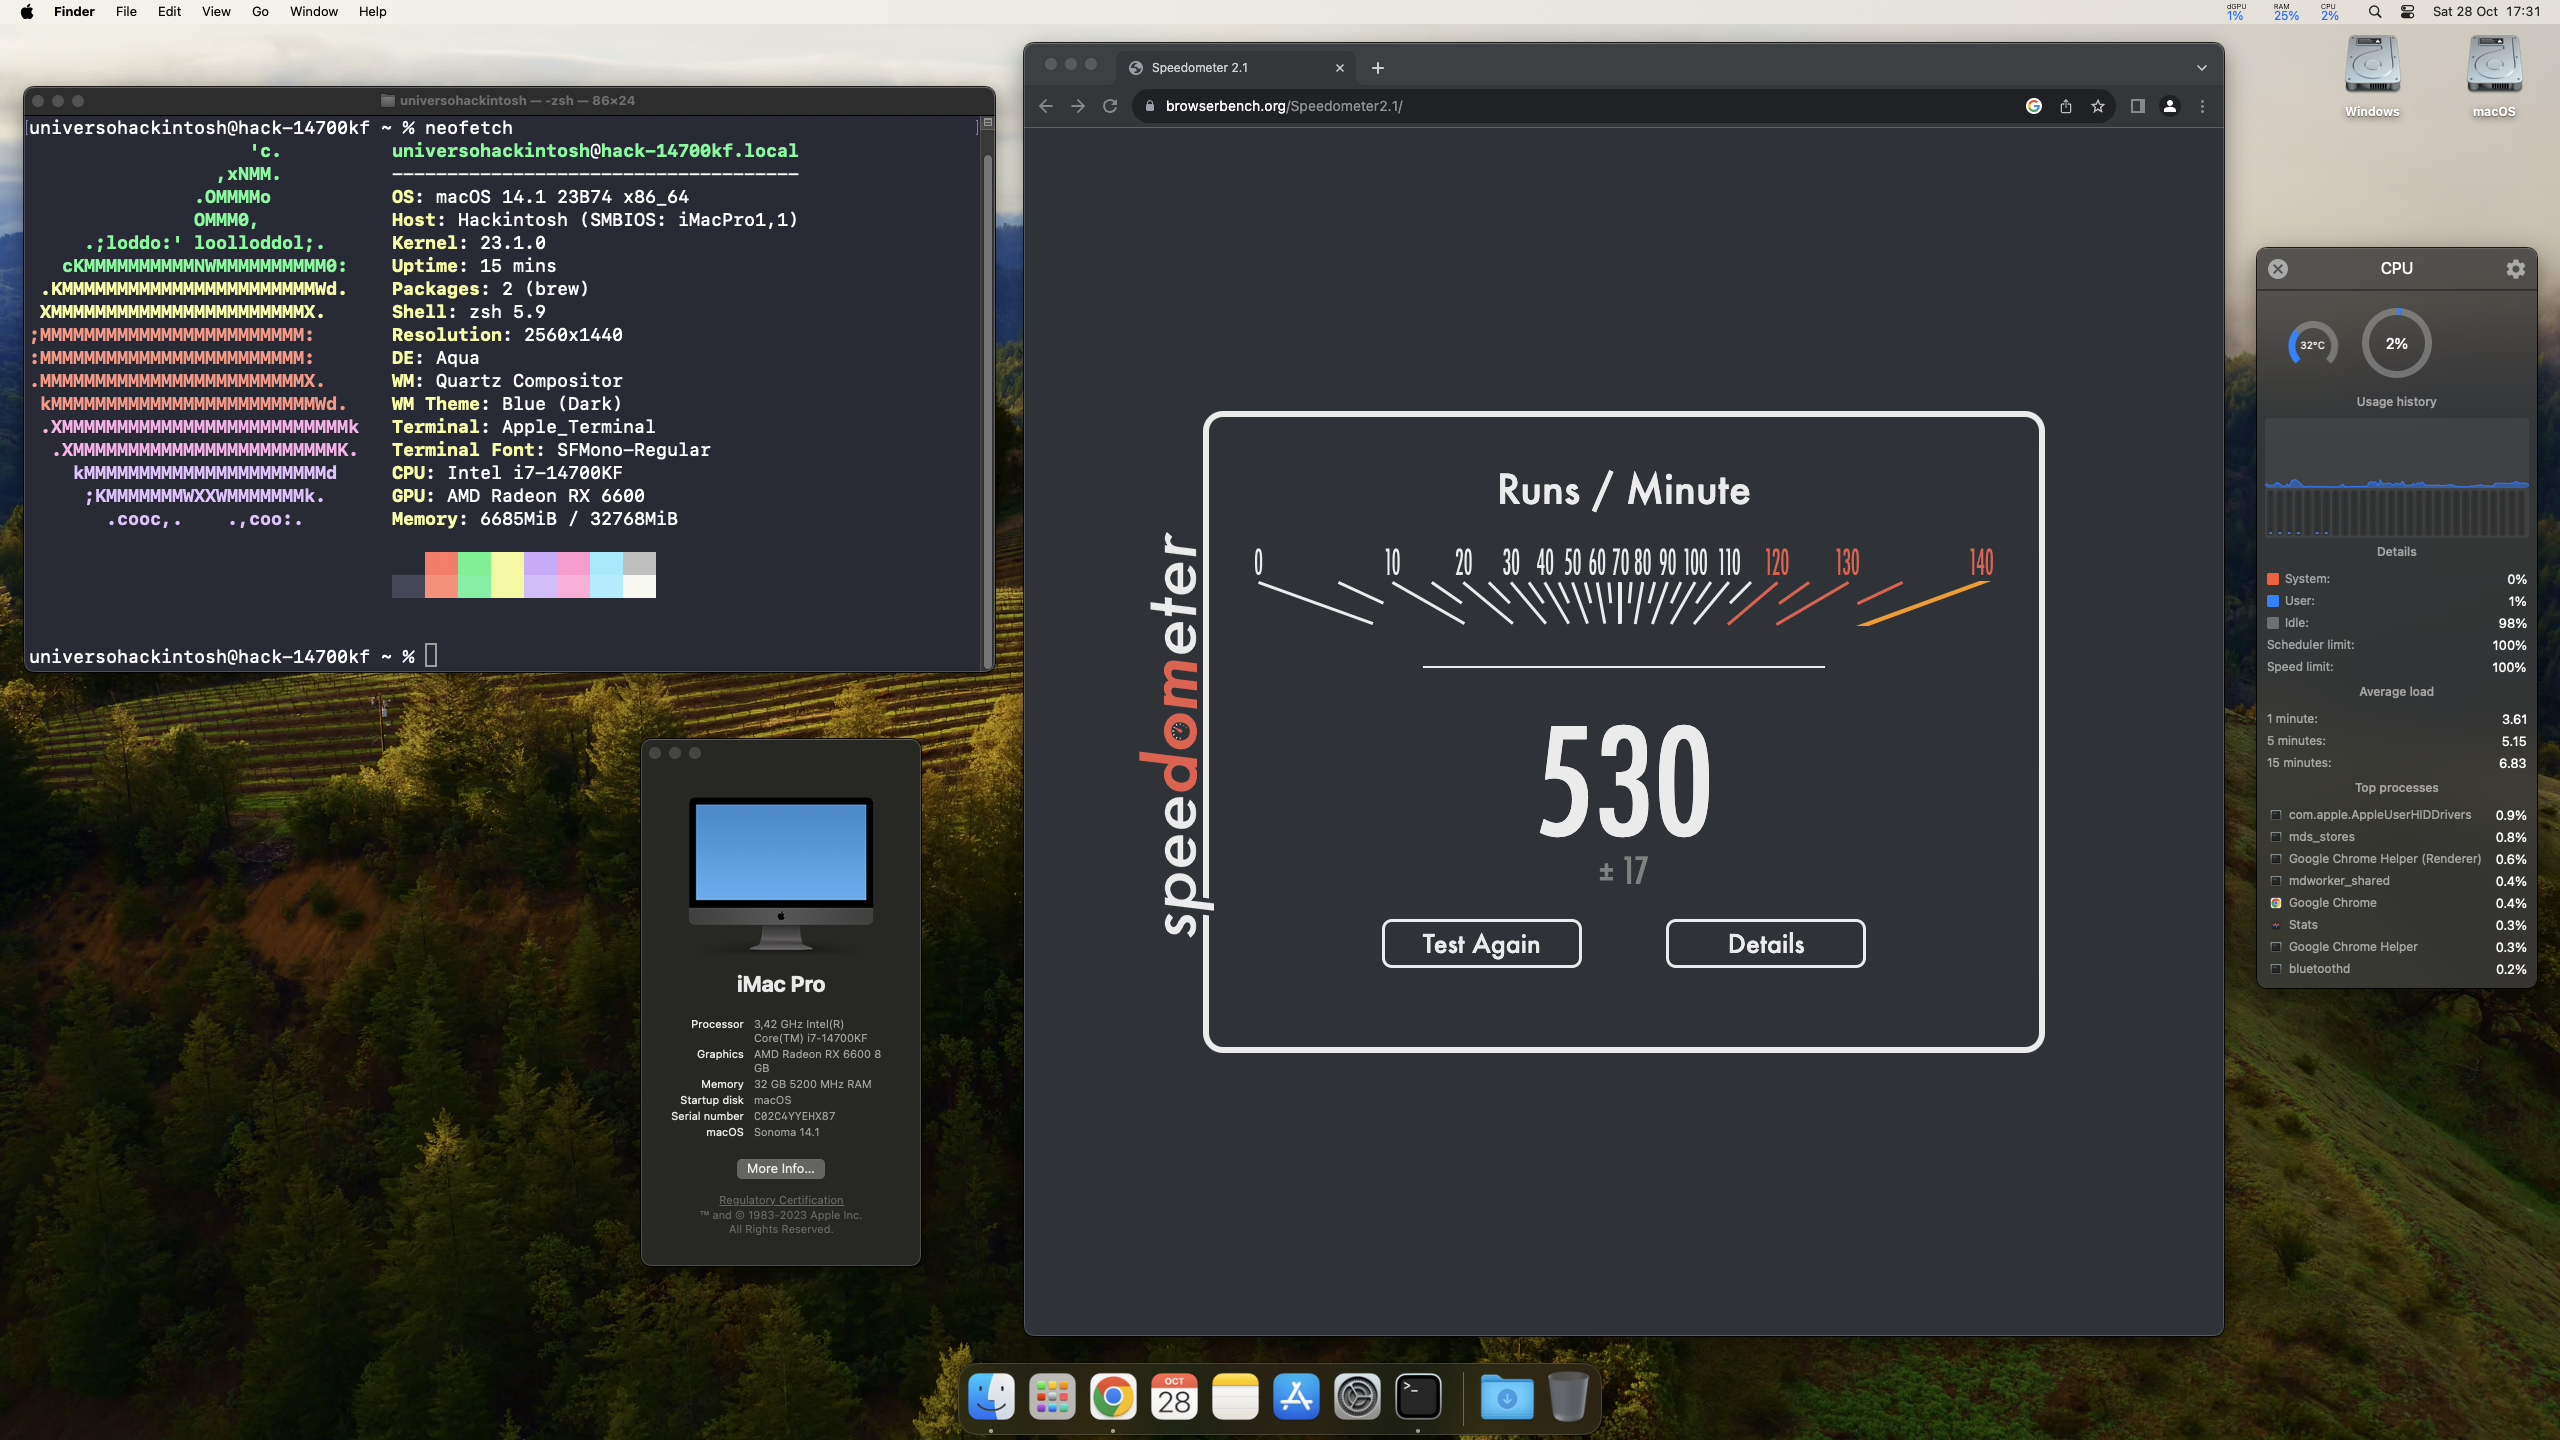 Finder File Edit View Go Window Help
dGPU 1% RAM 25% CPU 2% Sat 28 Oct 17:31
Windows
macOS
universohackintosh — -zsh — 86×24
universohackintosh@hack-14700kf ~ % neofetch
'c. universohackintosh@hack-14700kf.local
,xNMM. -------------------------------------
.OMMMMo OS: macOS 14.1 23B74 x86_64
OMMM0, Host: Hackintosh (SMBIOS: iMacPro1,1)
.;loddo:' loolloddol;. Kernel: 23.1.0
cKMMMMMMMMMMNWMMMMMMMMMM0: Uptime: 15 mins
.KMMMMMMMMMMMMMMMMMMMMMMMWd. Packages: 2 (brew)
XMMMMMMMMMMMMMMMMMMMMMMMX. Shell: zsh 5.9
;MMMMMMMMMMMMMMMMMMMMMMMM: Resolution: 2560x1440
:MMMMMMMMMMMMMMMMMMMMMMMM: DE: Aqua
.MMMMMMMMMMMMMMMMMMMMMMMMX. WM: Quartz Compositor
kMMMMMMMMMMMMMMMMMMMMMMMMWd. WM Theme: Blue (Dark)
.XMMMMMMMMMMMMMMMMMMMMMMMMMMk Terminal: Apple_Terminal
.XMMMMMMMMMMMMMMMMMMMMMMMMK. Terminal Font: SFMono-Regular
kMMMMMMMMMMMMMMMMMMMMMMd CPU: Intel i7-14700KF
;KMMMMMMMWXXWMMMMMMMk. GPU: AMD Radeon RX 6600
.cooc,. .,coo:. Memory: 6685MiB / 32768MiB
universohackintosh@hack-14700kf ~ %
iMac Pro
Processor 3,42 GHz Intel(R)
Core(TM) i7-14700KF
Graphics AMD Radeon RX 6600 8
GB
Memory 32 GB 5200 MHz RAM
Startup disk macOS
Serial number C02C4YYEHX87
macOS Sonoma 14.1
More Info...
Regulatory Certification
™ and © 1983-2023 Apple Inc.
All Rights Reserved.
Speedometer 2.1
browserbench.org/Speedometer2.1/
speedometer
Runs / Minute
0 10 20 30 40 50 60 70 80 90 100 110 120 130 140
530
± 17
Test Again
Details
CPU
32°C 2%
Usage history
Details
System: 0%
User: 1%
Idle: 98%
Scheduler limit: 100%
Speed limit: 100%
Average load
1 minute: 3.61
5 minutes: 5.15
15 minutes: 6.83
Top processes
com.apple.AppleUserHIDDrivers 0.9%
mds_stores 0.8%
Google Chrome Helper (Renderer) 0.6%
mdworker_shared 0.4%
Google Chrome 0.4%
Stats 0.3%
Google Chrome Helper 0.3%
bluetoothd 0.2%
OCT
28